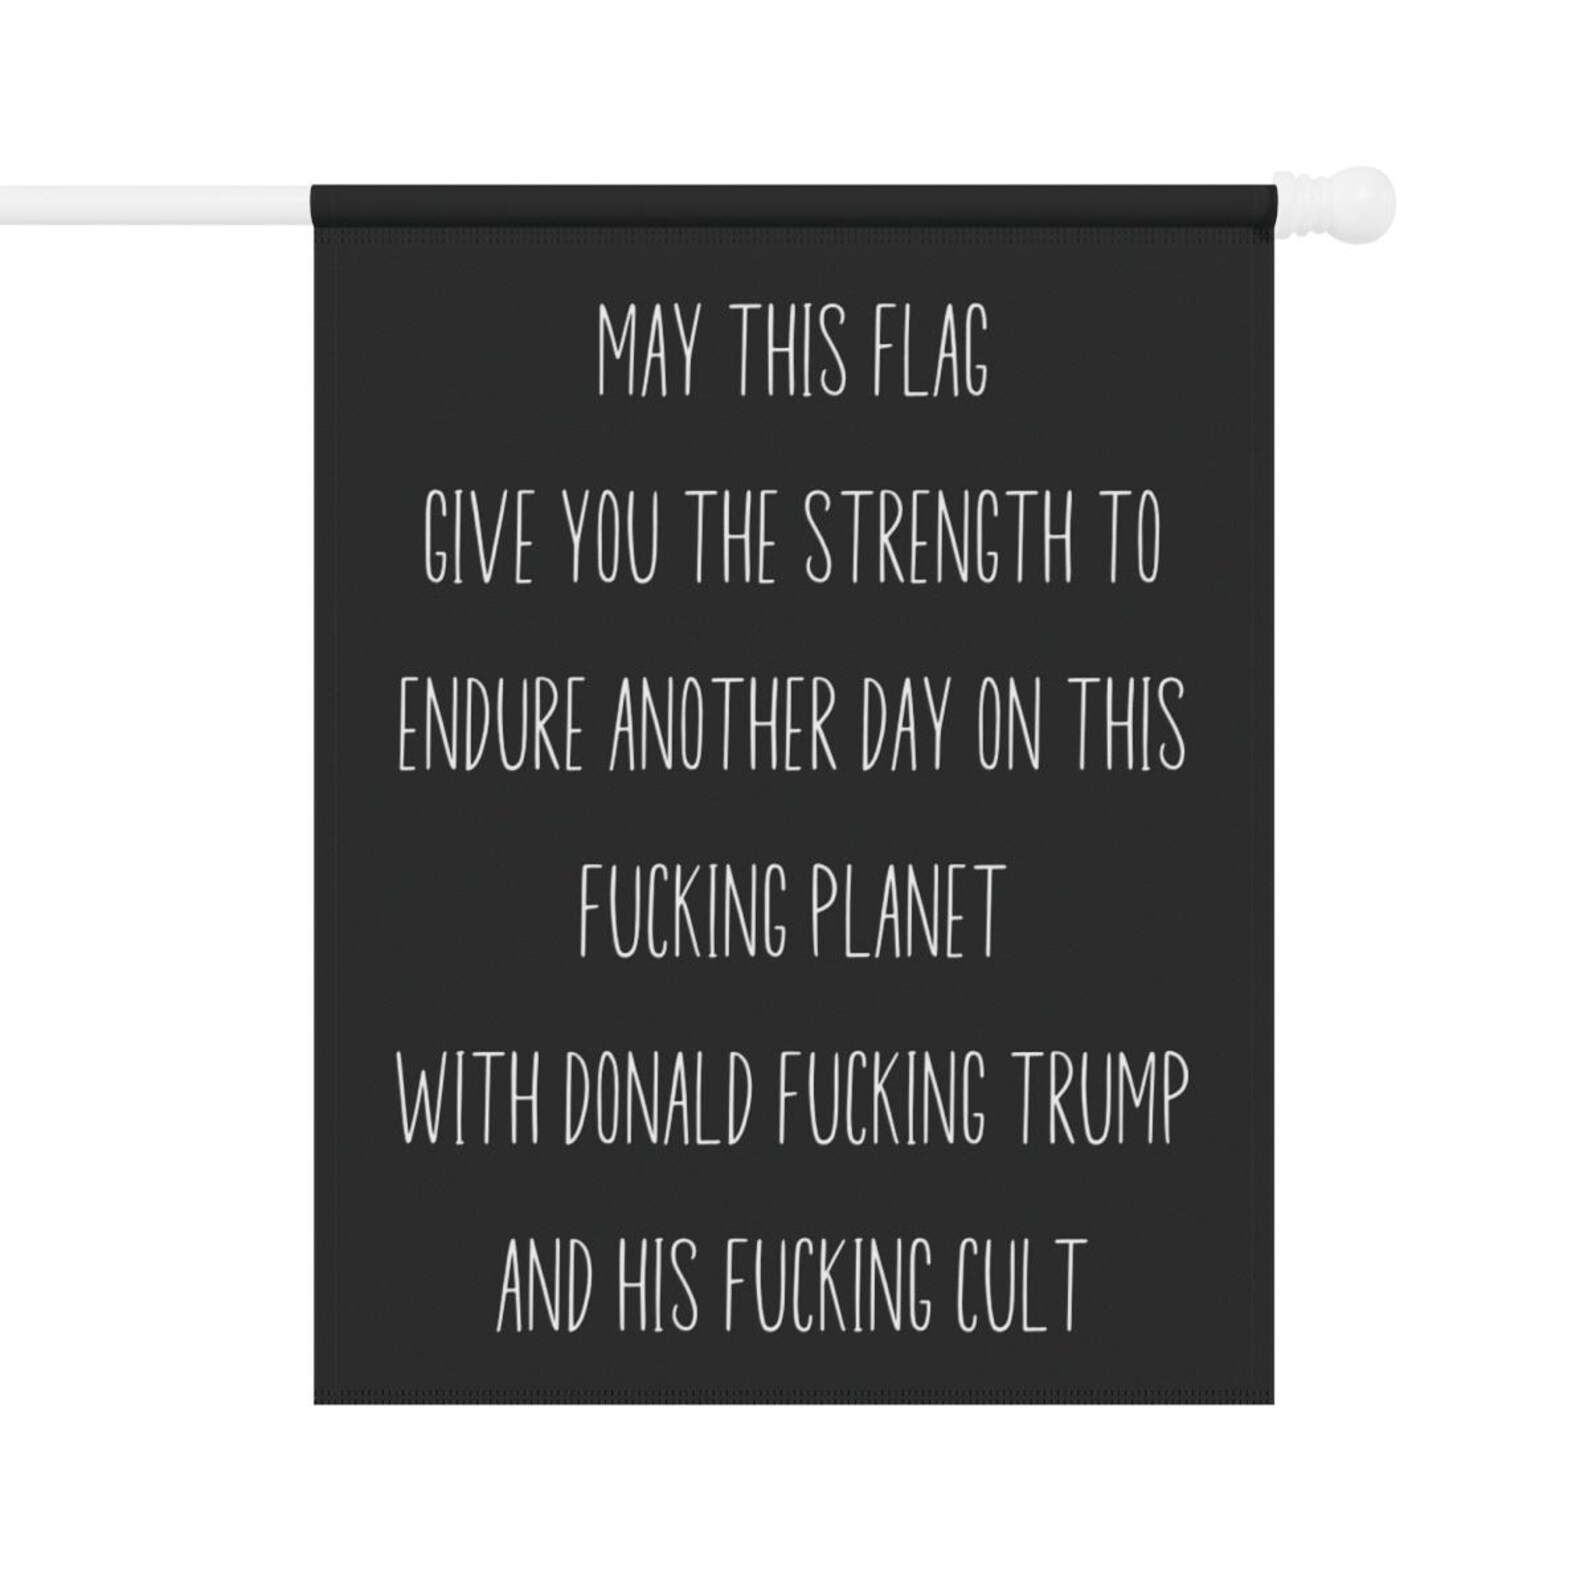 MAY THIS FLAG
GIVE YOU THE STRENGTH TO
ENDURE ANOTHER DAY ON THIS
FUCKING PLANET
WITH DONALD FUCKING TRUMP
AND HIS FUCKING CULT